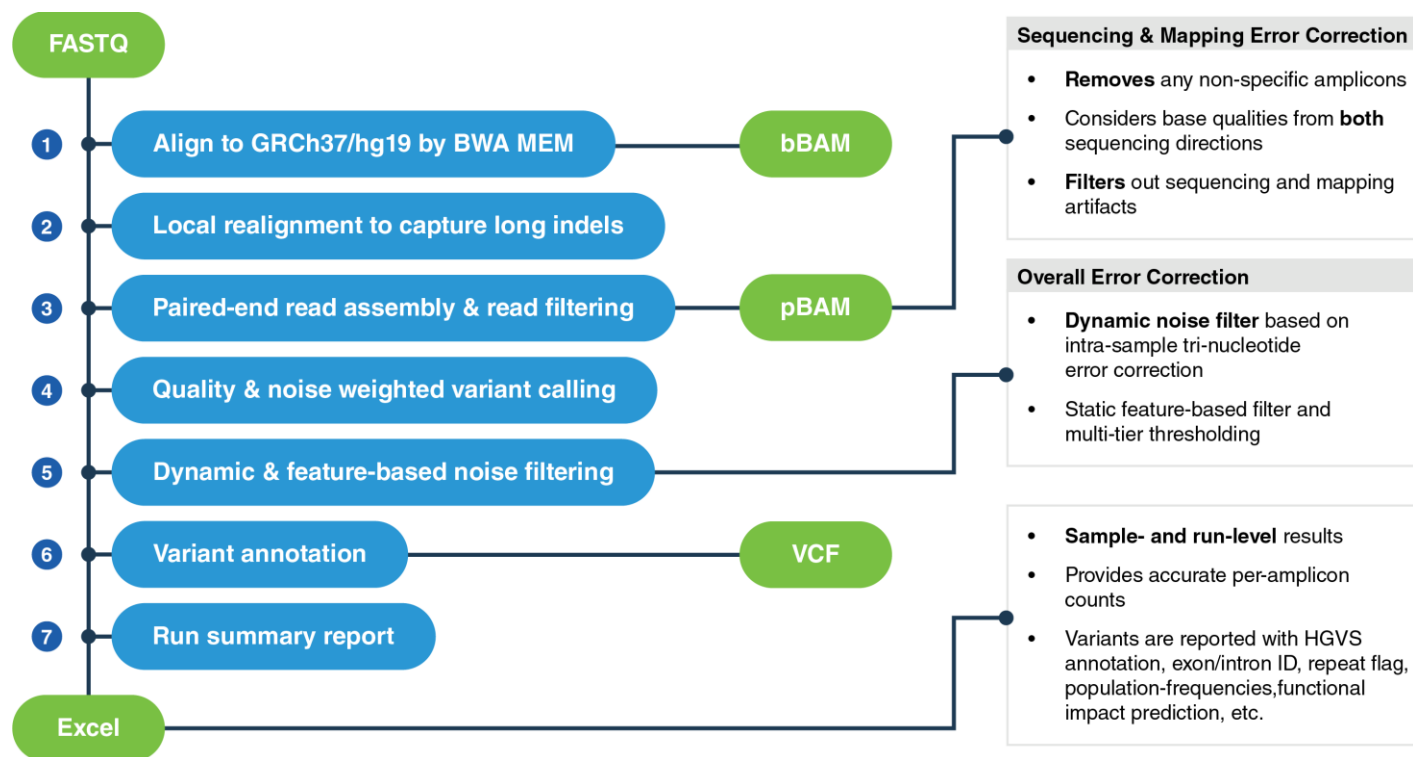 FASTQ
1
Align to GRCh37/hg19 by BWA MEM
bBAM
2
Local realignment to capture long indels
3
Paired-end read assembly & read filtering
pBAM
4
Quality & noise weighted variant calling
5
Dynamic & feature-based noise filtering
6
Variant annotation
VCF
7
Run summary report
Excel
Sequencing & Mapping Error Correction
• Removes any non-specific amplicons
• Considers base qualities from both
sequencing directions
• Filters out sequencing and mapping
artifacts
Overall Error Correction
• Dynamic noise filter based on
intra-sample tri-nucleotide
error correction
• Static feature-based filter and
multi-tier thresholding
• Sample- and run-level results
• Provides accurate per-amplicon
counts
• Variants are reported with HGVS
annotation, exon/intron ID, repeat flag,
population-frequencies,functional
impact prediction, etc.